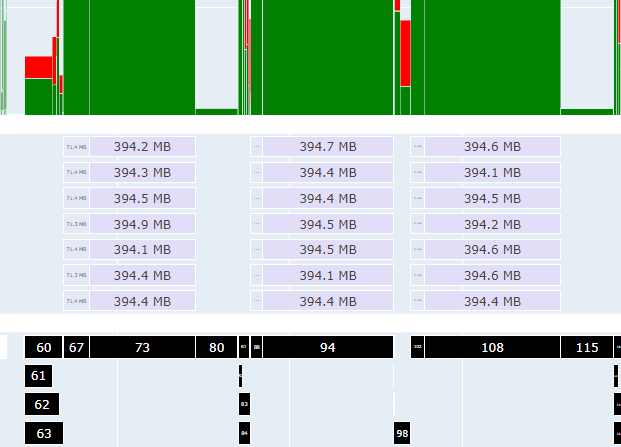 71.4 MB 394.2 MB 394.7 MB 394.6 MB
71.4 MB 394.3 MB 394.4 MB 394.1 MB
71.4 MB 394.5 MB 394.4 MB 394.5 MB
71.3 MB 394.9 MB 394.5 MB 394.2 MB
71.4 MB 394.1 MB 394.5 MB 394.6 MB
71.3 MB 394.4 MB 394.1 MB 394.6 MB
71.4 MB 394.4 MB 394.4 MB 394.4 MB
60 67 73 80 81 88 94 102 108 115
61
62 83
63 84 98